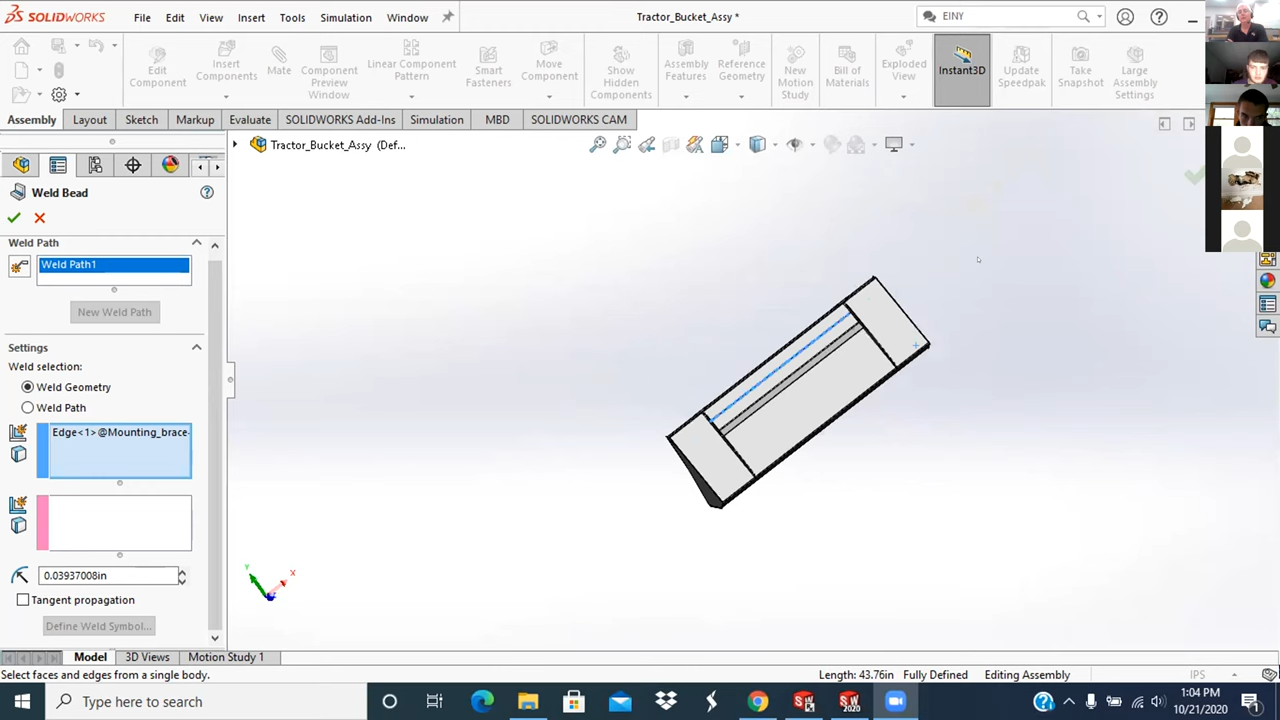 SOLIDWORKS File Edit View Insert Tools Simulation Window Tractor_Bucket_Assy * EINY
Edit Component Insert Components Mate Component Preview Window Linear Component Pattern Smart Fasteners Move Component Show Hidden Components Assembly Features Reference Geometry New Motion Study Bill of Materials Exploded View Instant3D Update Speedpak Take Snapshot Large Assembly Settings
Assembly Layout Sketch Markup Evaluate SOLIDWORKS Add-Ins Simulation MBD SOLIDWORKS CAM
Tractor_Bucket_Assy (Def...
Weld Bead
Weld Path
Weld Path1
New Weld Path
Settings
Weld selection:
Weld Geometry
Weld Path
Edge<1>@Mounting_brace-
0.03937008in
Tangent propagation
Define Weld Symbol...
Y X
Model 3D Views Motion Study 1
Select faces and edges from a single body. Length: 43.76in Fully Defined Editing Assembly IPS
Type here to search
1:04 PM
10/21/2020